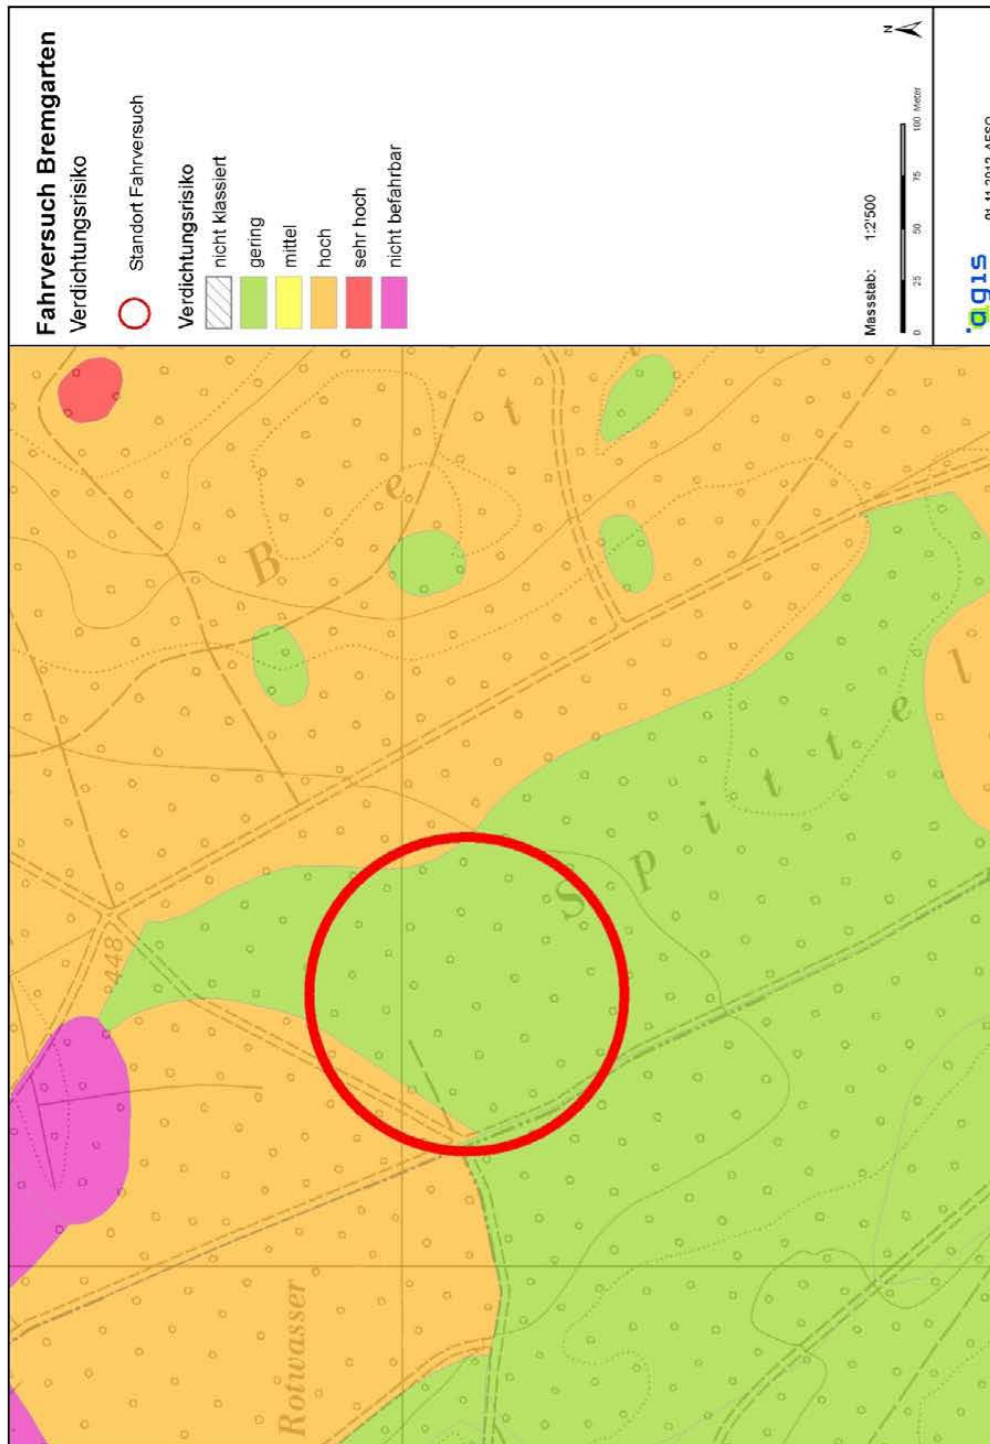 Fahrversuch Bremgarten
Verdichtungsrisiko
Standort Fahrversuch
Verdichtungsrisiko
nicht klassiert
gering
mittel
hoch
sehr hoch
nicht befahrbar
Massstab: 1:2'500
0 25 50 75 100 Meter
N
agis
448
B e t t
S p i t t e l
Rotwasser